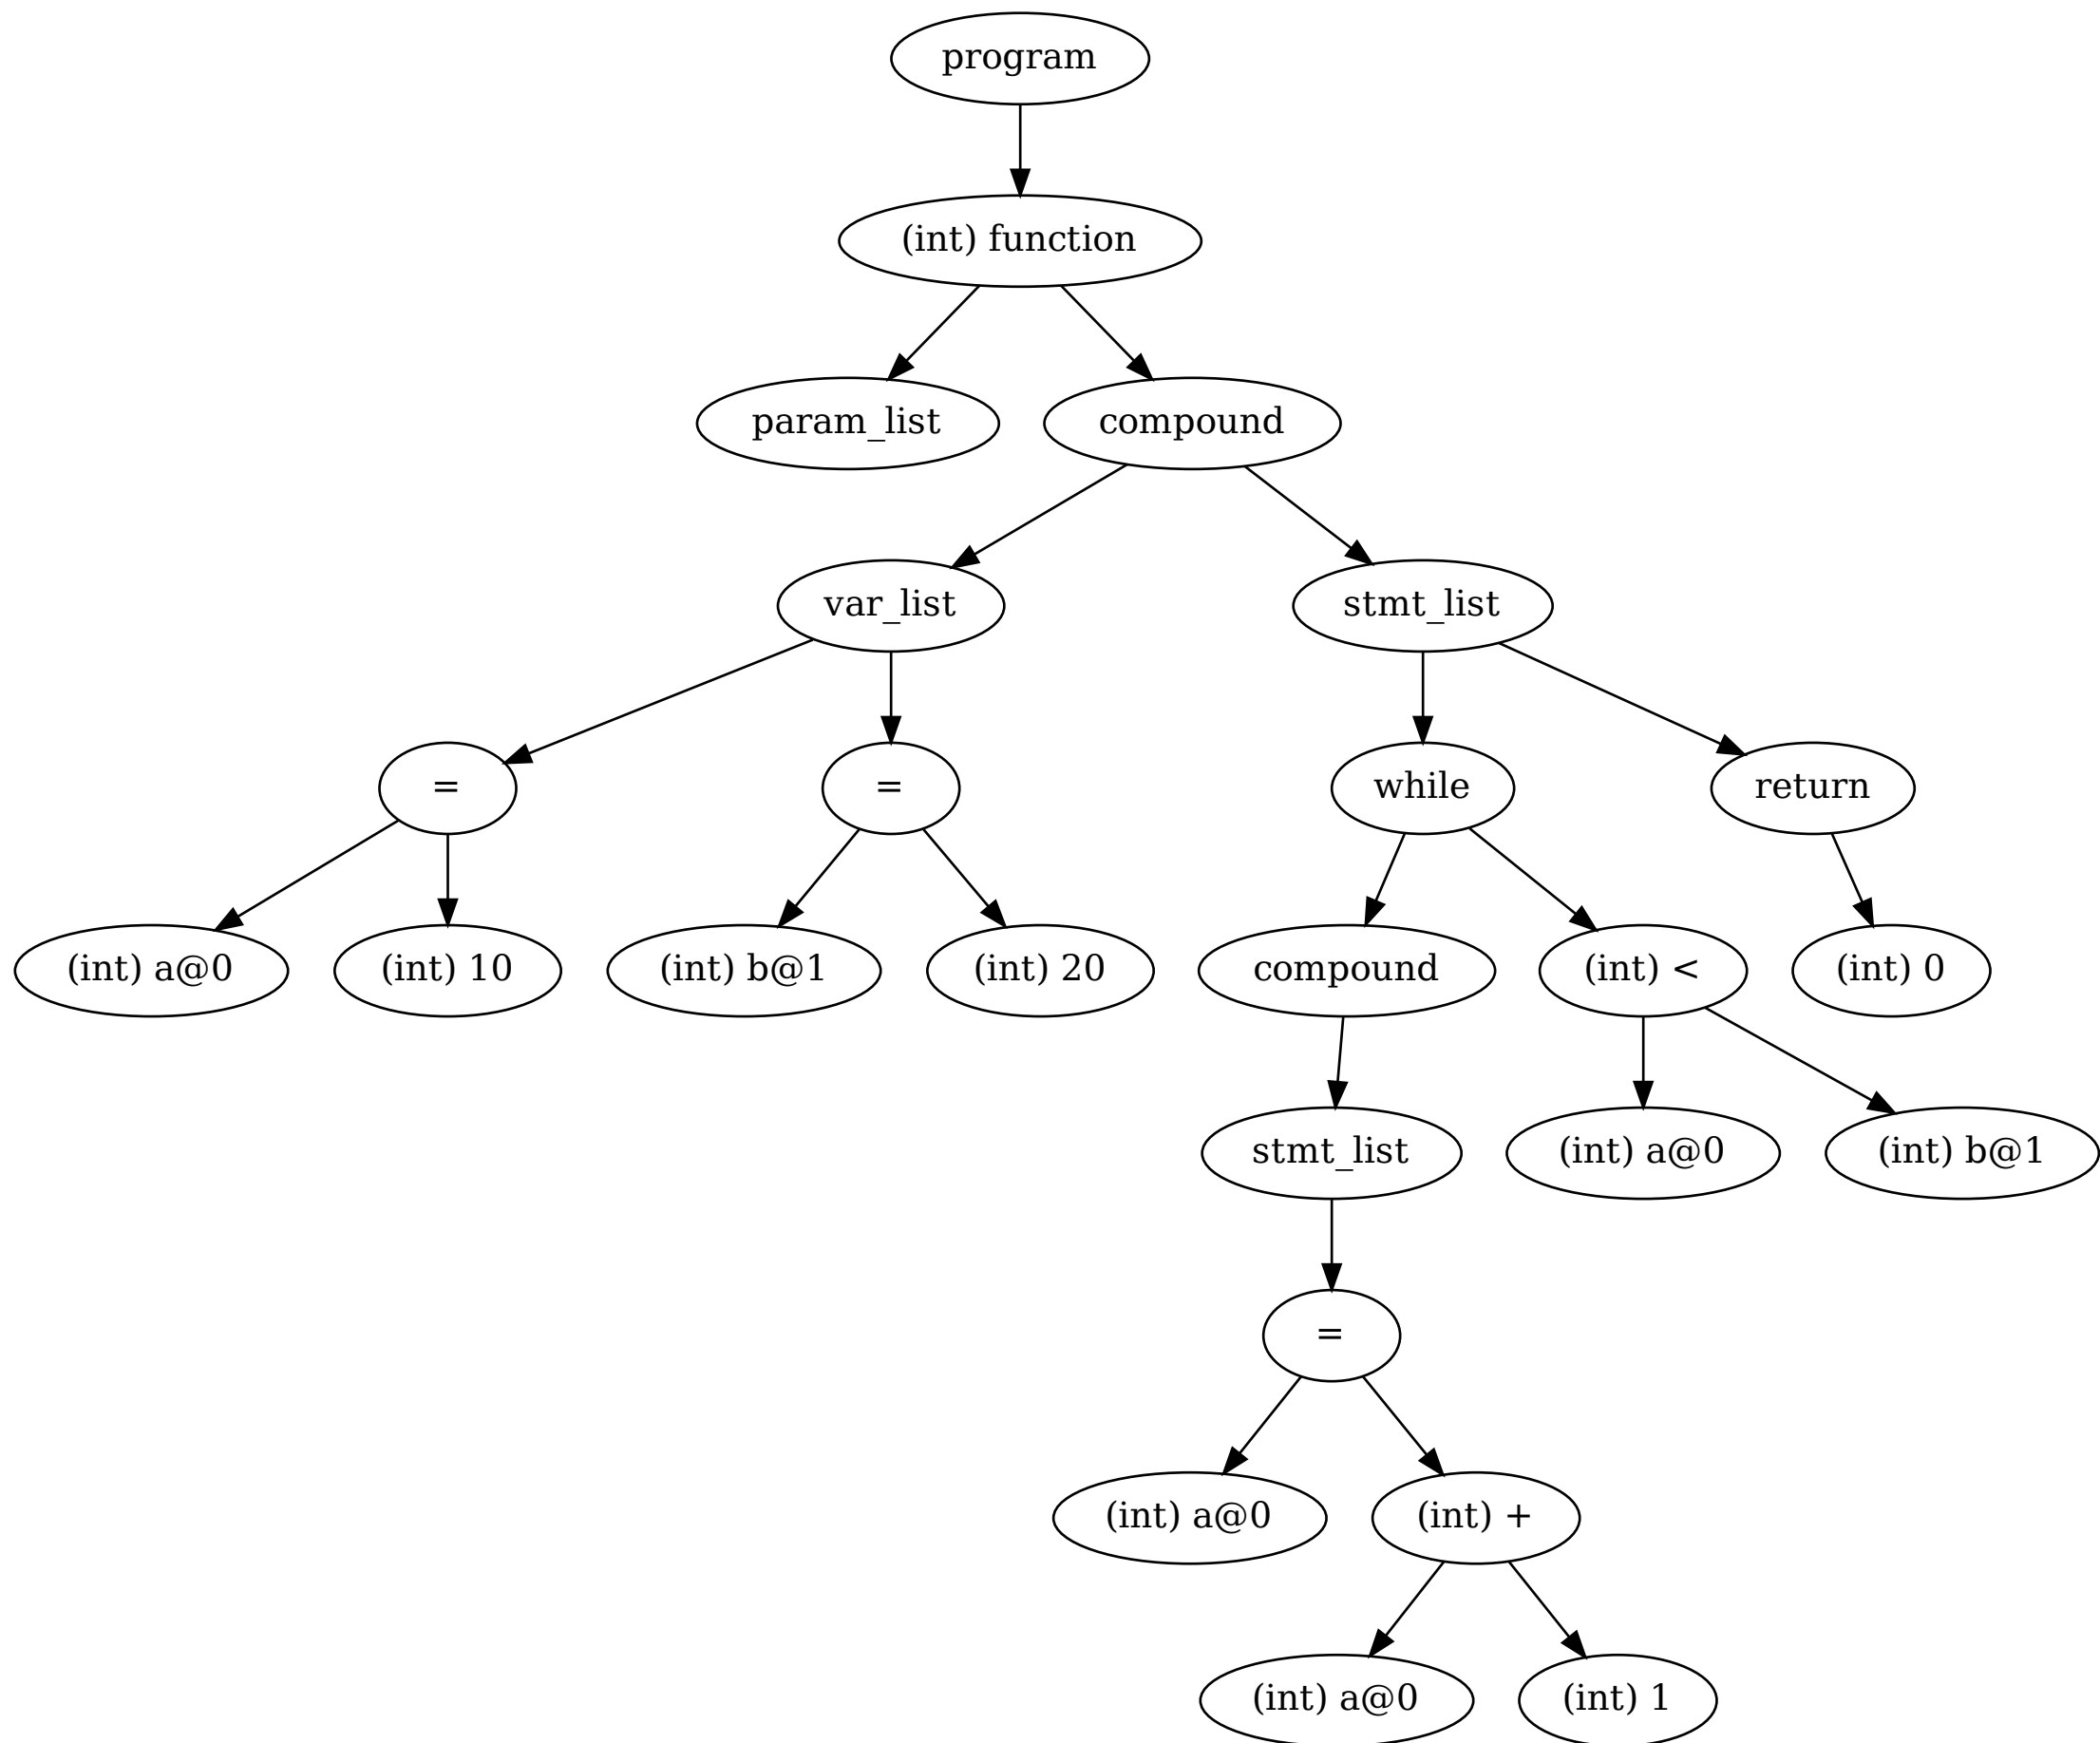 program
(int) function
param_list
compound
var_list
stmt_list
=
=
while
return
(int) a@0
(int) 10
(int) b@1
(int) 20
compound
(int) <
(int) 0
stmt_list
(int) a@0
(int) b@1
=
(int) a@0
(int) +
(int) a@0
(int) 1